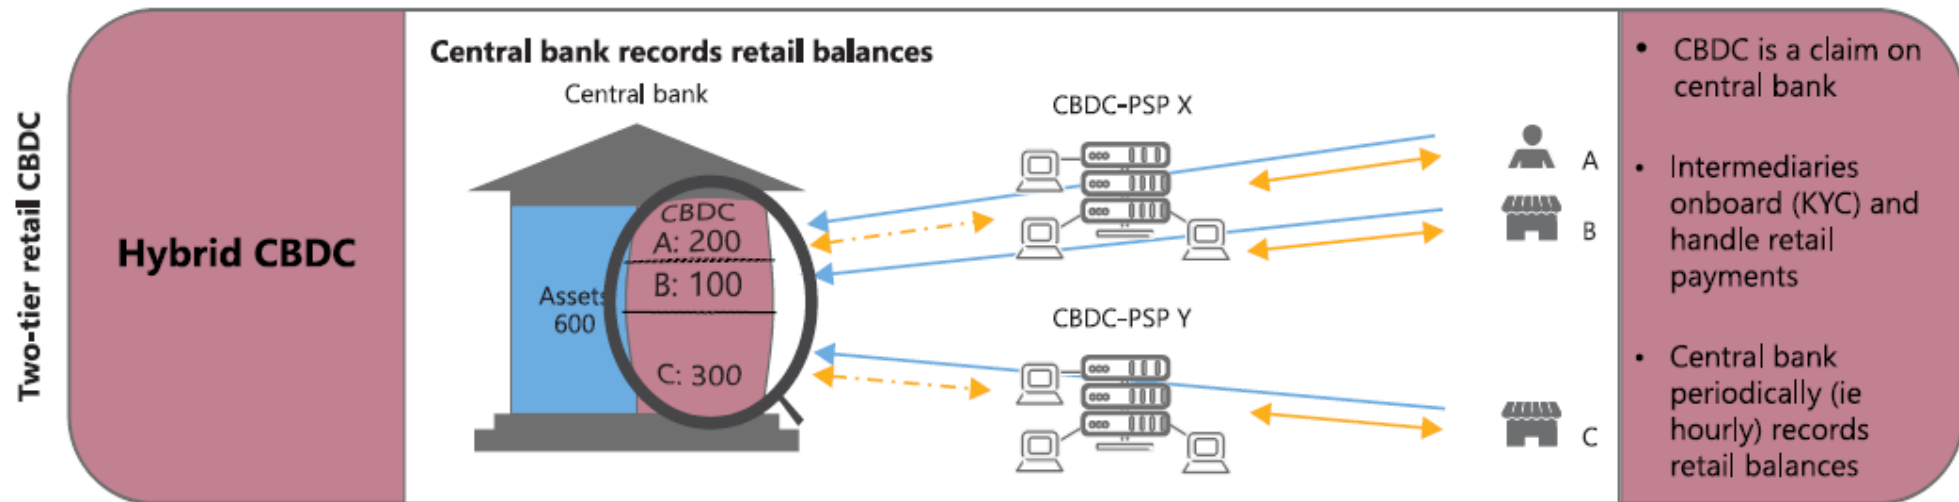 Two-tier retail CBDC
Hybrid CBDC
Central bank records retail balances
Central bank
CBDC
A: 200
B: 100
C: 300
Assets
600
CBDC-PSP X
CBDC-PSP Y
A
B
C
• CBDC is a claim on
central bank
• Intermediaries
onboard (KYC) and
handle retail
payments
• Central bank
periodically (ie
hourly) records
retail balances